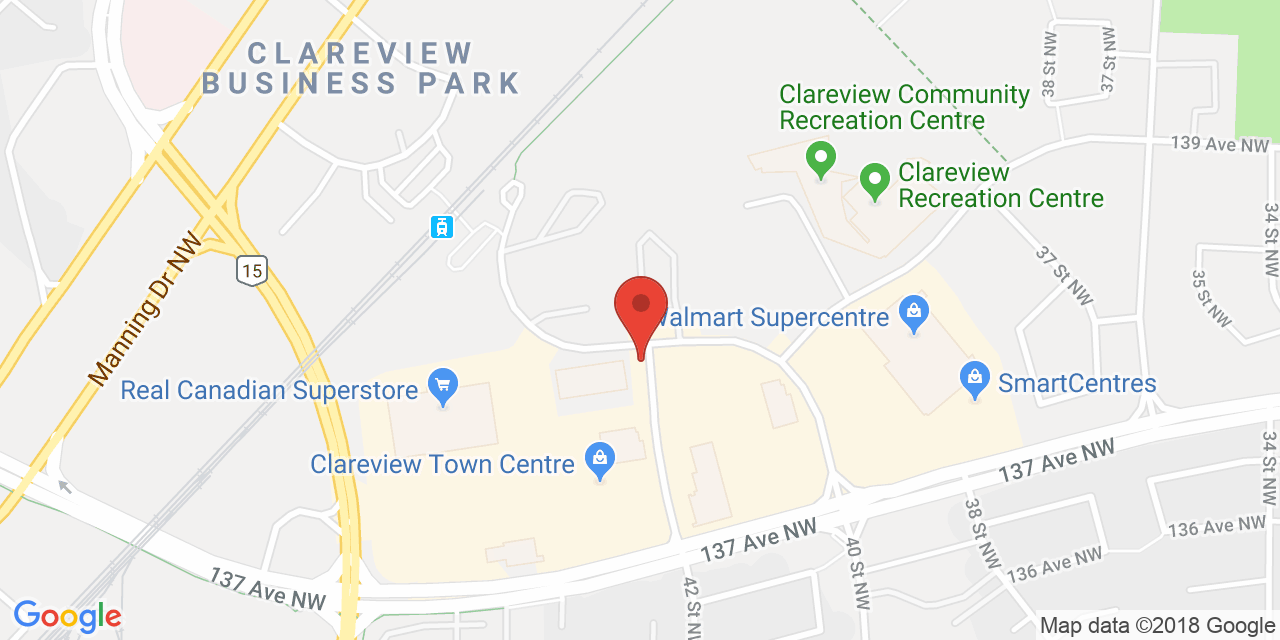 CLAREVIEW
BUSINESS PARK
Clareview Community
Recreation Centre
Clareview
Recreation Centre
38 St NW
37 St NW
139 Ave NW
34 St NW
37 St NW
35 St NW
15
Manning Dr NW
Walmart Supercentre
Real Canadian Superstore
SmartCentres
Clareview Town Centre
137 Ave NW
34 St NW
38 St NW
136 Ave NW
137 Ave NW
40 St NW
136 Ave NW
137 Ave NW
42 St NW
Google
Map data ©2018 Google